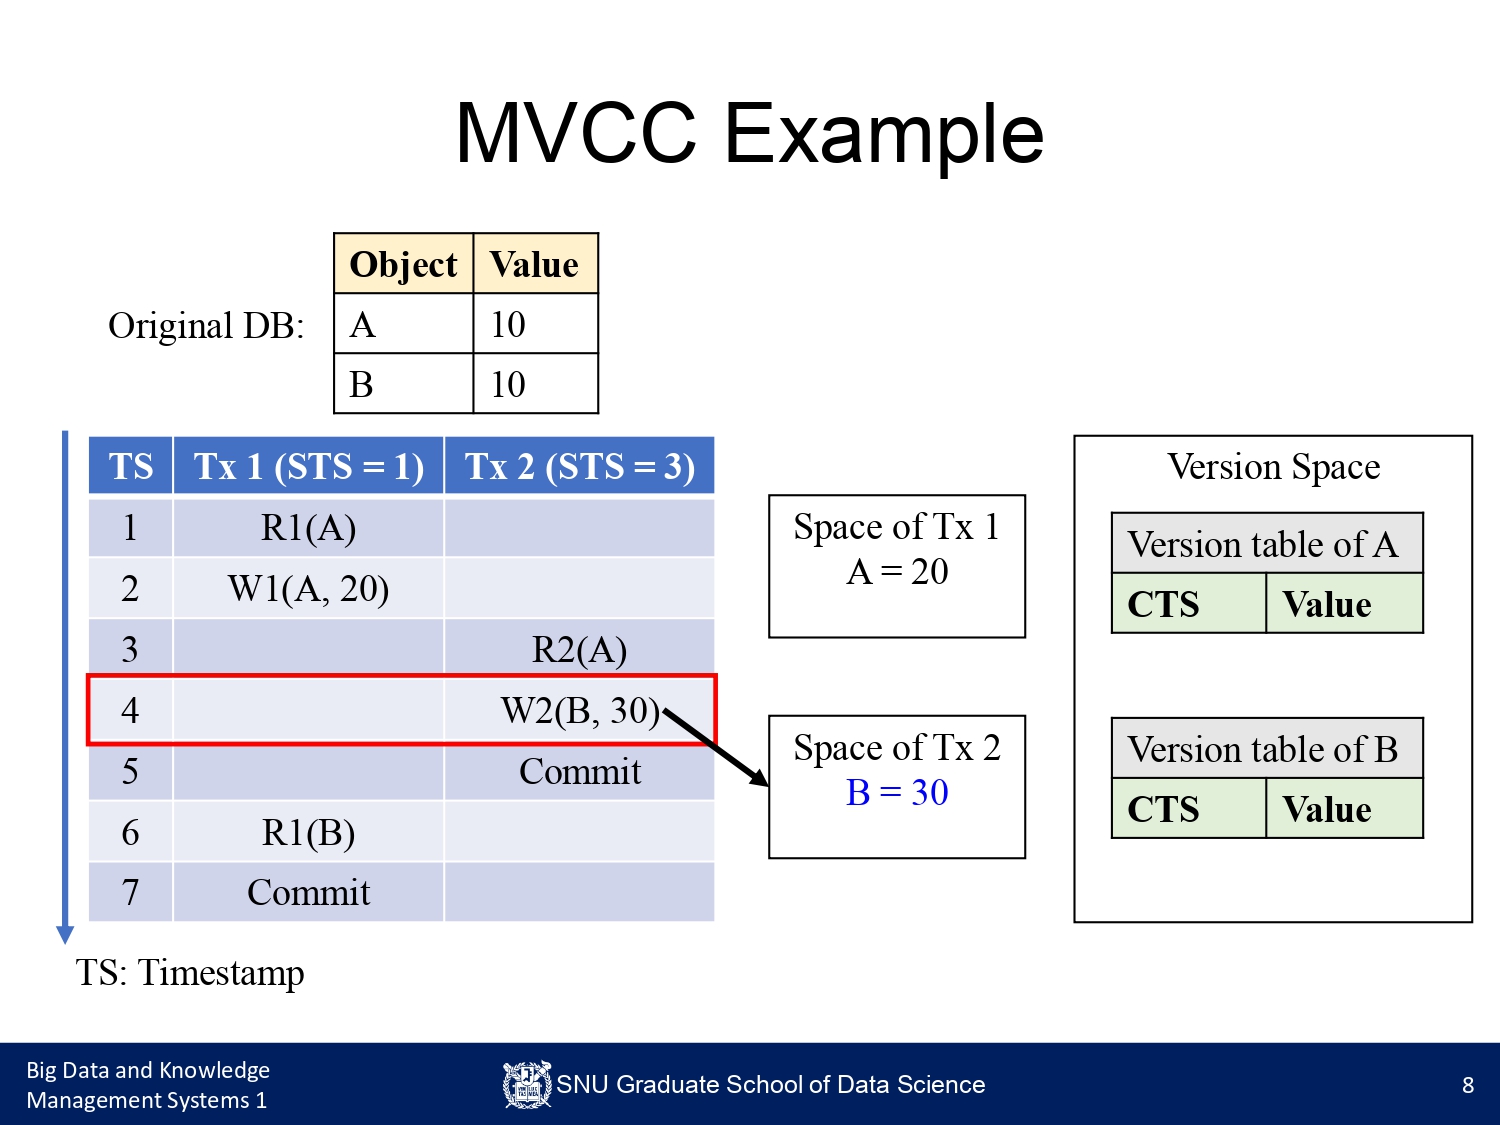 MVCC Example
Original DB:
Object Value
A 10
B 10
TS Tx 1 (STS = 1) Tx 2 (STS = 3)
1 R1(A)
2 W1(A, 20)
3 R2(A)
4 W2(B, 30)
5 Commit
6 R1(B)
7 Commit
TS: Timestamp
Space of Tx 1
A = 20
Space of Tx 2
B = 30
Version Space
Version table of A
CTS Value
Version table of B
CTS Value
Big Data and Knowledge
Management Systems 1
SNU Graduate School of Data Science
8